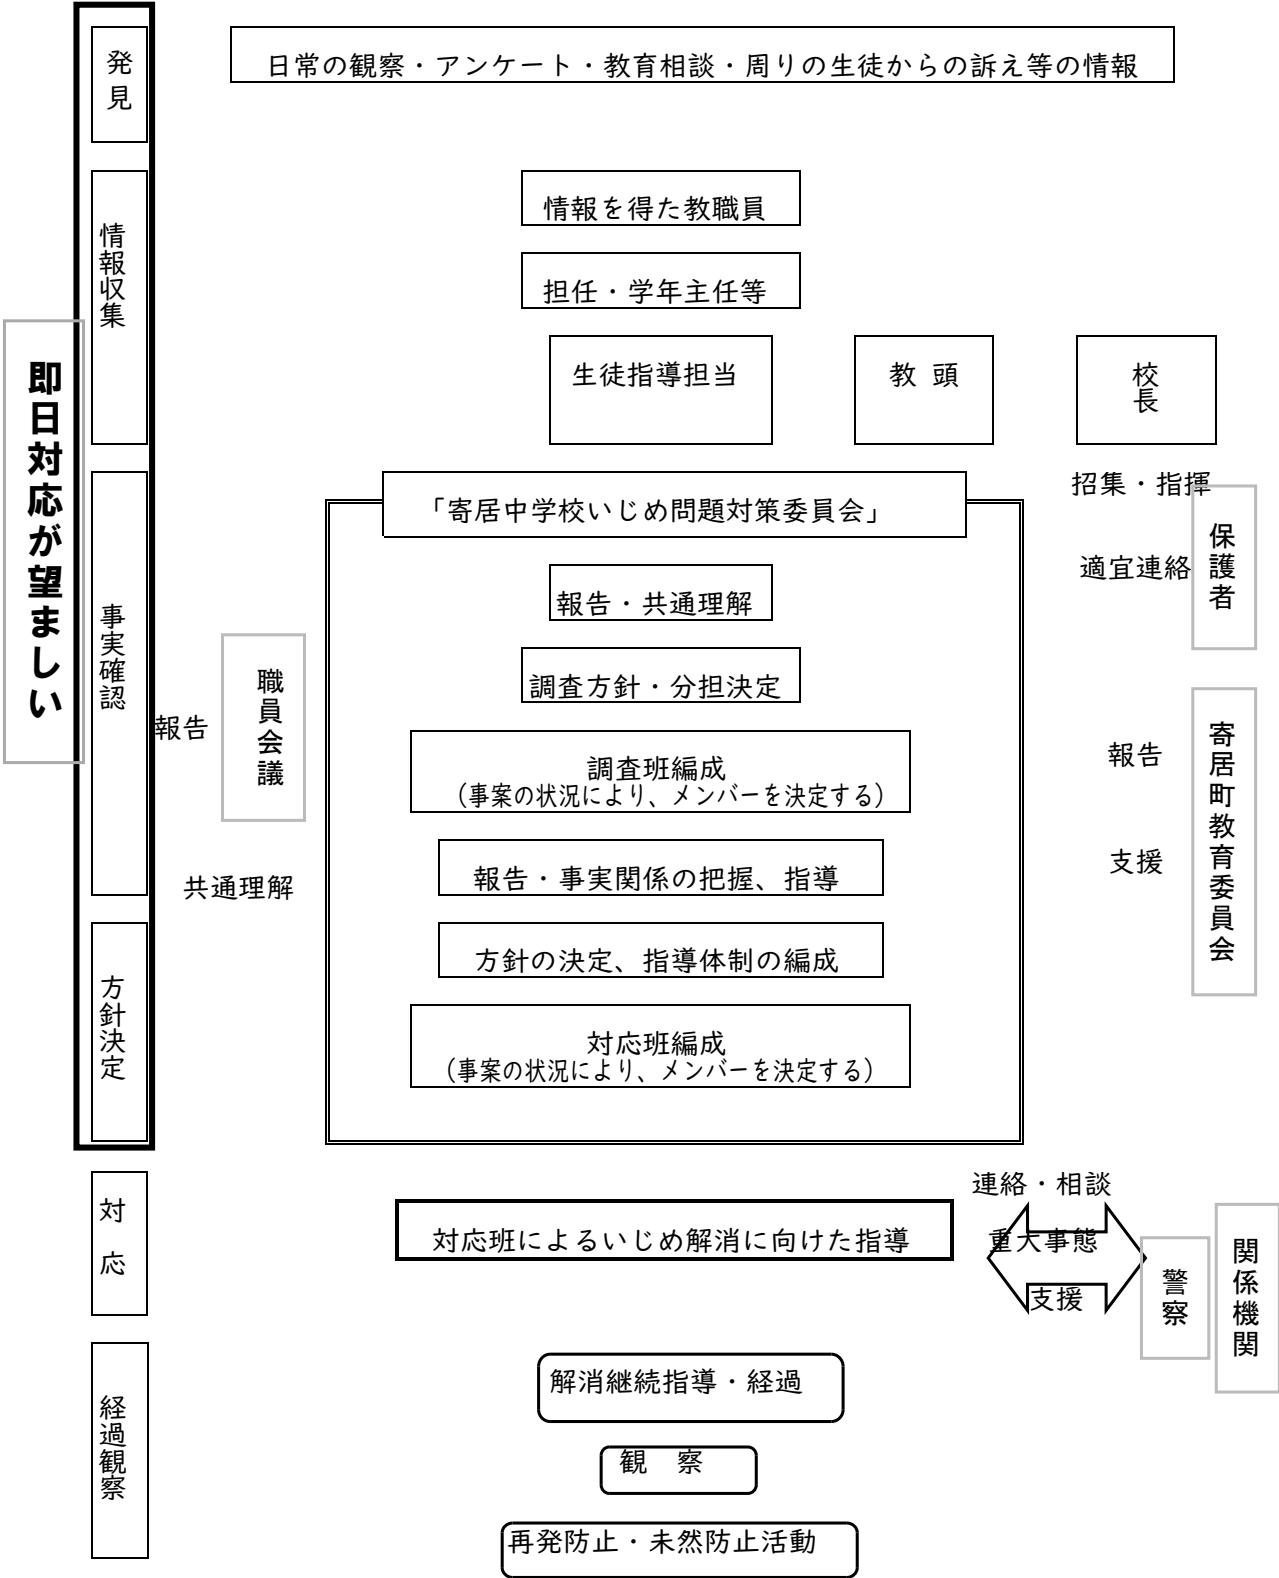 発見
日常の観察・アンケート・教育相談・周りの生徒からの訴え等の情報
情報収集
情報を得た教職員
担任・学年主任等
生徒指導担当
教 頭
校長
即日対応が望ましい
招集・指揮
「寄居中学校いじめ問題対策委員会」
保護者
適宜連絡
事実確認
報告・共通理解
調査方針・分担決定
職員会議
報告
調査班編成
（事案の状況により、メンバーを決定する）
寄居町教育委員会
報告
支援
報告・事実関係の把握、指導
共通理解
方針決定
方針の決定、指導体制の編成
対応班編成
（事案の状況により、メンバーを決定する）
対応
対応班によるいじめ解消に向けた指導
連絡・相談
重大事態
支援
警察
関係機関
経過観察
解消継続指導・経過
観 察
再発防止・未然防止活動